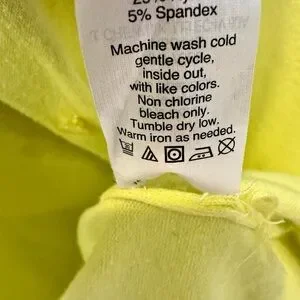 5% Spandex
Machine wash cold
gentle cycle,
inside out,
with like colors.
Non chlorine
bleach only.
Tumble dry low.
Warm iron as needed.